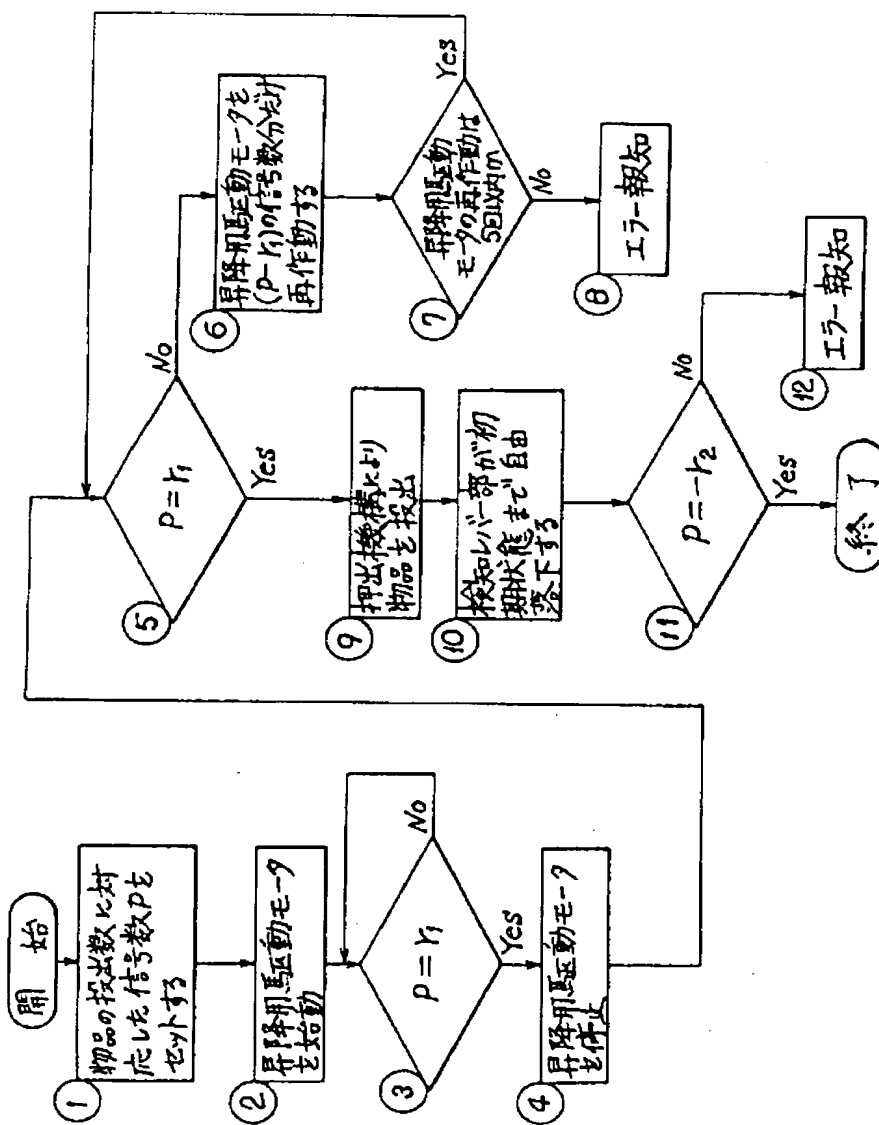 開始
①
物品の投出数に対
応した信号数Pを
セットする
②
昇降用駆動モータ
を始動
③
P=r₁
No
Yes
④
昇降用駆動モータ
を停止
⑤
P=r₁
No
Yes
⑥
昇降用駆動モータを
(P-r₁)の信号数分だけ
再作動する
⑦
昇降用駆動
モータの再作動は
5回以内か
Yes
No
⑧
エラー報知
⑨
押出機構により
物品を投出
⑩
検知レバー部が初
期状態まで自由
落下する
⑪
P=-r₂
No
Yes
⑫
エラー報知
終了